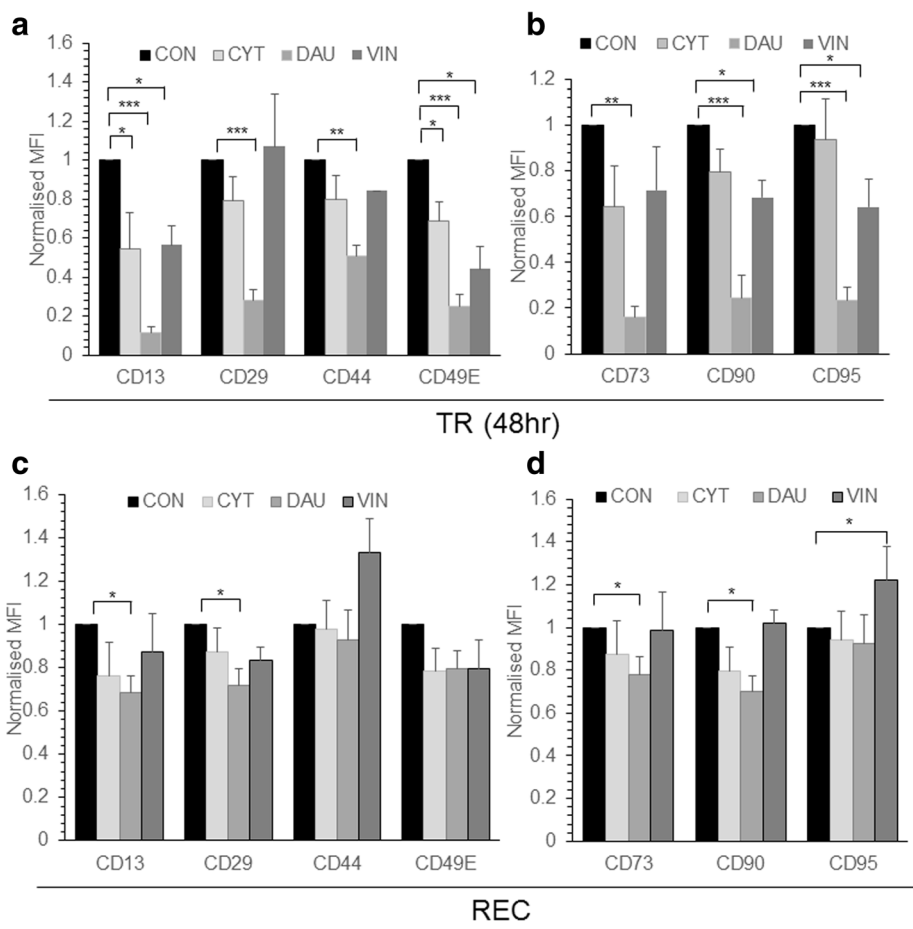 a
1.6
1.4
1.2
1
0.8
0.6
0.4
0.2
0
Normalised MFI
CON CYT DAU VIN
*
***
*
***
**
*
***
*
CD13 CD29 CD44 CD49E
b
1.2
1
0.8
0.6
0.4
0.2
0
Normalised MFI
CON CYT DAU VIN
**
*
***
*
***
CD73 CD90 CD95
TR (48hr)
c
1.6
1.4
1.2
1
0.8
0.6
0.4
0.2
0
Normalised MFI
CON CYT DAU VIN
*
*
CD13 CD29 CD44 CD49E
d
1.6
1.4
1.2
1
0.8
0.6
0.4
0.2
0
Normalised MFI
CON CYT DAU VIN
*
*
*
CD73 CD90 CD95
REC